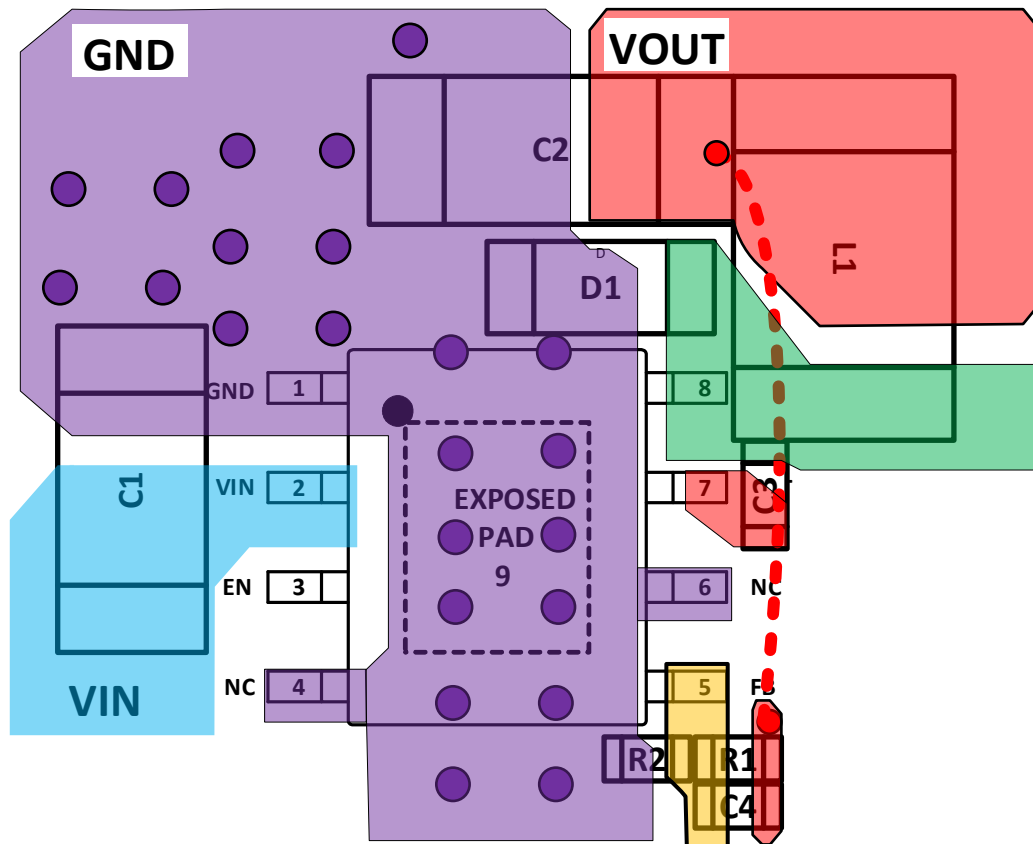 GND
VOUT
C2
L1
D
D1
GND
1
8
C1
VIN
2
EXPOSED
PAD
9
7
C3
EN
3
6
NC
NC
4
5
FB
VIN
R2
R1
C4